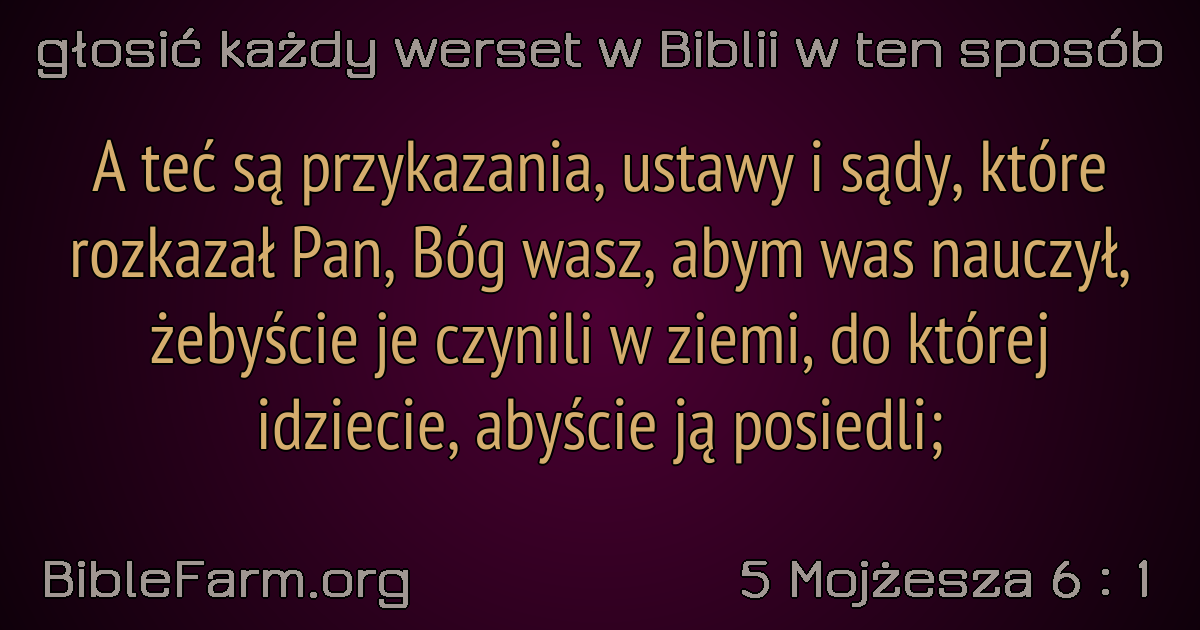 głosić każdy werset w Biblii w ten sposób
A teć są przykazania, ustawy i sądy, które
rozkazał Pan, Bóg wasz, abym was nauczył,
żebyście je czynili w ziemi, do której
idziecie, abyście ją posiedli;
BibleFarm.org
5 Mojżesza 6 : 1